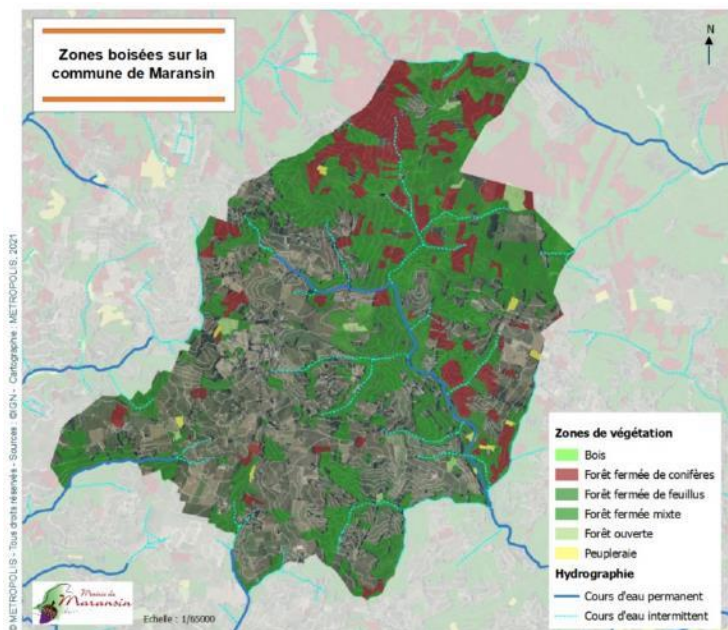 Zones boisées sur la
commune de Maransin
N
© METROPOLIS - Tous droits réservés - Sources : ©IGN - Cartographie : METROPOLIS, 2021
Zones de végétation
Bois
Forêt fermée de conifères
Forêt fermée de feuillus
Forêt fermée mixte
Forêt ouverte
Peupleraie
Hydrographie
Cours d'eau permanent
Cours d'eau intermittent
Mairie de
Maransin
Echelle : 1/65000